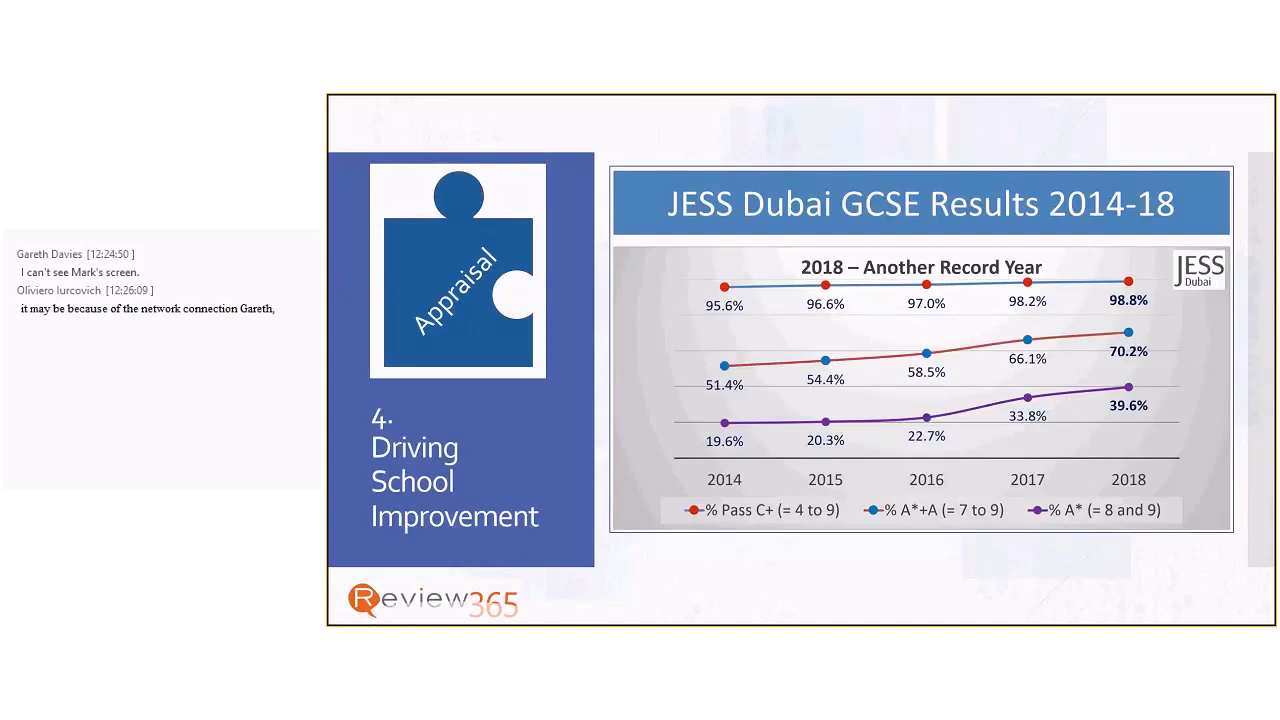 Gareth Davies [12:24:50 ]
I can't see Mark's screen.
Oliviero Iurcovich [12:26:09 ]
it may be because of the network connection Gareth,
Appraisal
4.
Driving
School
Improvement
Review365
JESS Dubai GCSE Results 2014-18
2018 – Another Record Year
JESS
Dubai
95.6% 96.6% 97.0% 98.2% 98.8%
51.4% 54.4% 58.5% 66.1% 70.2%
19.6% 20.3% 22.7% 33.8% 39.6%
2014 2015 2016 2017 2018
% Pass C+ (= 4 to 9) % A*+A (= 7 to 9) % A* (= 8 and 9)